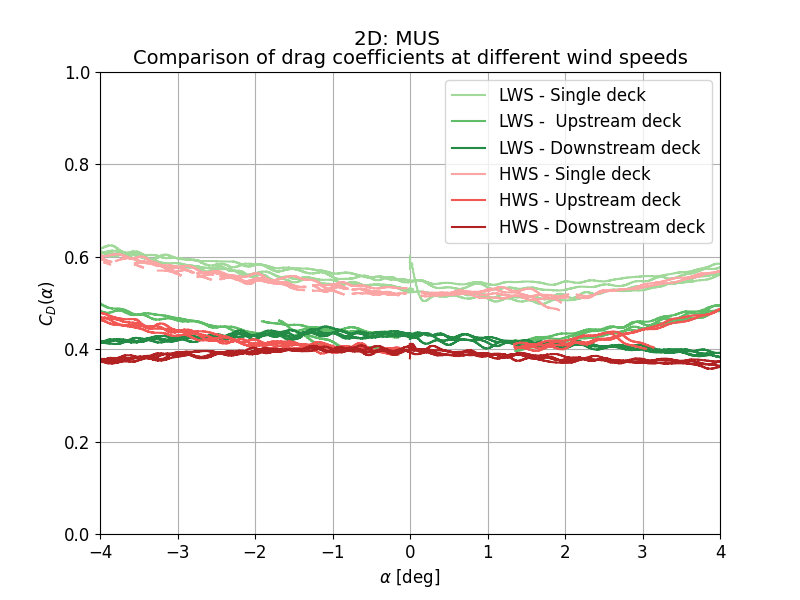 2D: MUS
Comparison of drag coefficients at different wind speeds
1.0
0.8
0.6
0.4
0.2
0.0
C_D(α)
LWS - Single deck
LWS -  Upstream deck
LWS - Downstream deck
HWS - Single deck
HWS - Upstream deck
HWS - Downstream deck
−4 −3 −2 −1 0 1 2 3 4
α [deg]